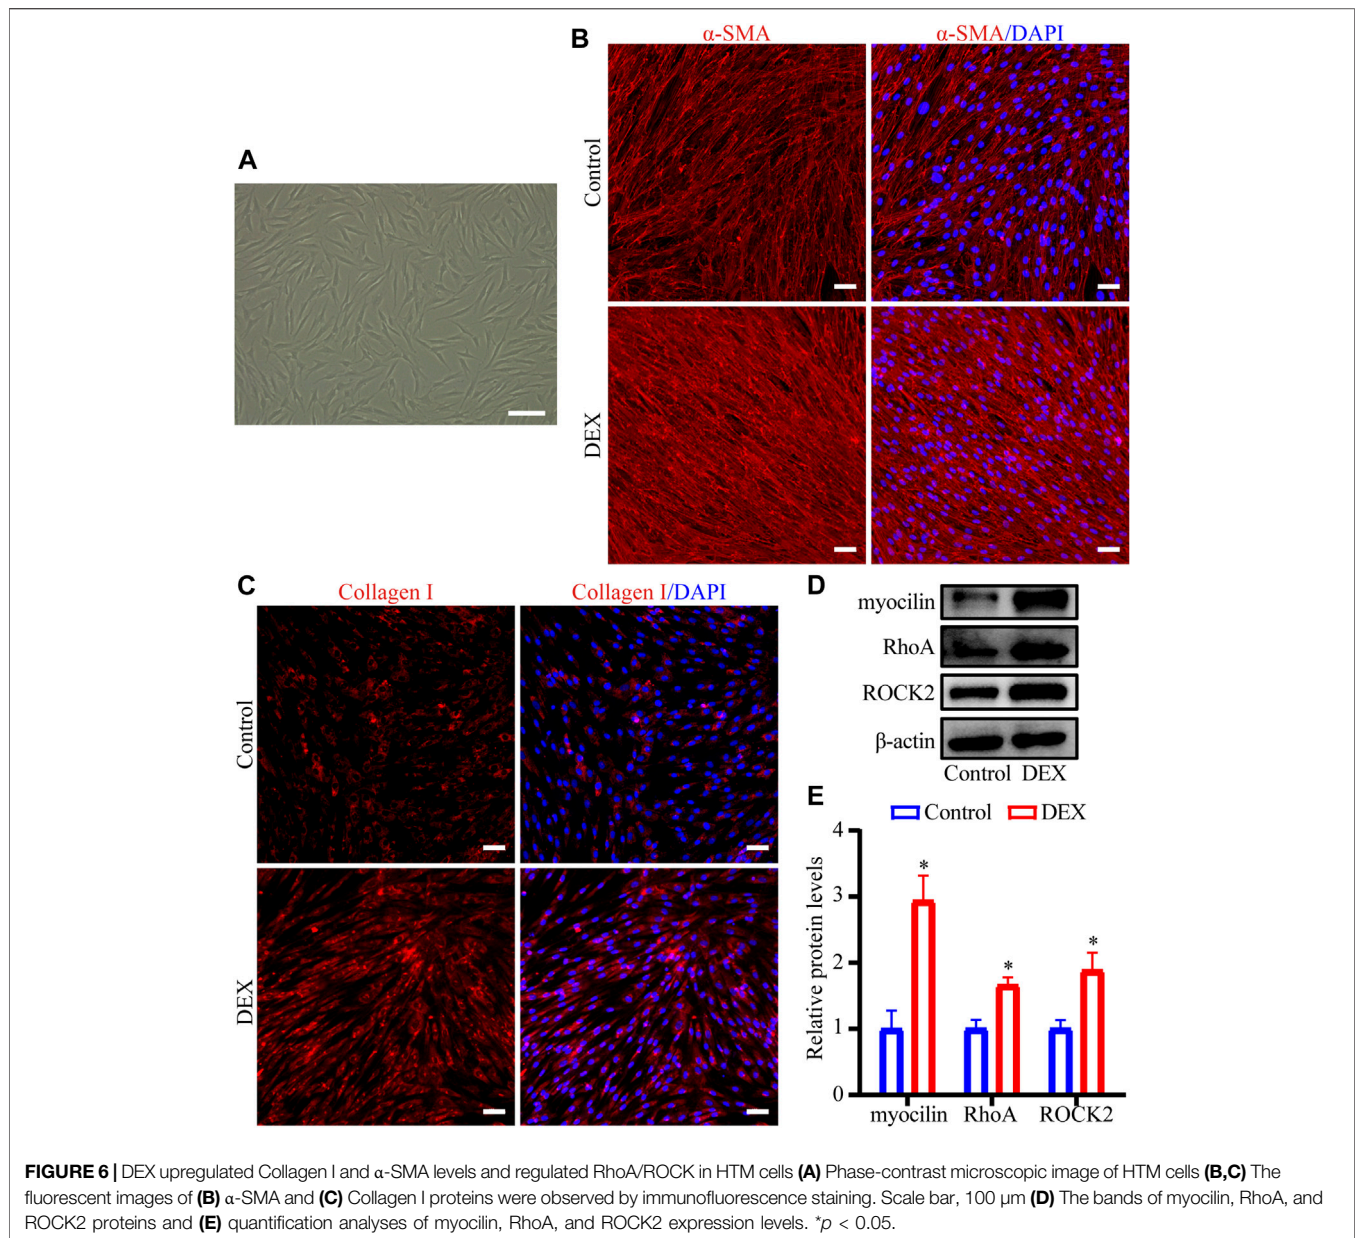 A
B
α-SMA
α-SMA/DAPI
Control
DEX
C
Collagen I
Collagen I/DAPI
Control
DEX
D
myocilin
RhoA
ROCK2
β-actin
Control DEX
E
Control DEX
Relative protein levels
4
3
2
1
0
*
*
*
myocilin RhoA ROCK2
FIGURE 6 | DEX upregulated Collagen I and α-SMA levels and regulated RhoA/ROCK in HTM cells (A) Phase-contrast microscopic image of HTM cells (B,C) The
fluorescent images of (B) α-SMA and (C) Collagen I proteins were observed by immunofluorescence staining. Scale bar, 100 μm (D) The bands of myocilin, RhoA, and
ROCK2 proteins and (E) quantification analyses of myocilin, RhoA, and ROCK2 expression levels. *p < 0.05.